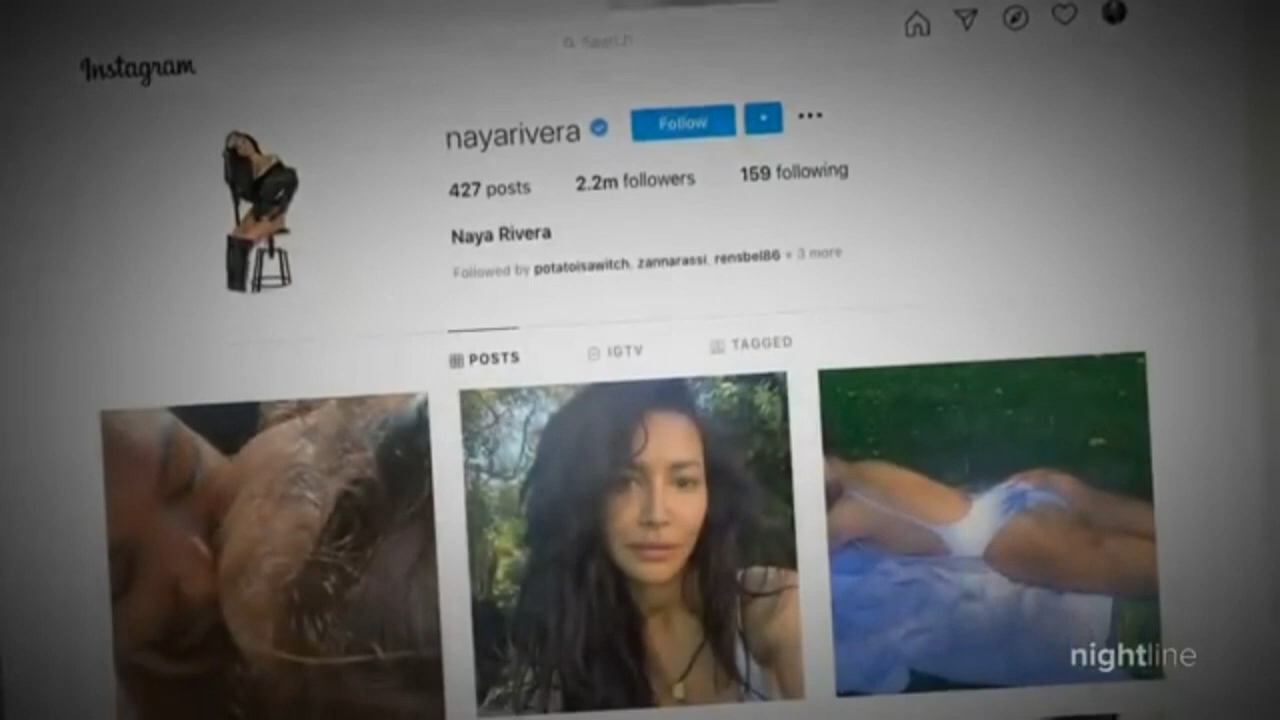 Search
Instagram
nayarivera
Follow
427 posts 2.2m followers 159 following
Naya Rivera
Followed by potatoisawitch, zannarassi, rensbel86 + 3 more
POSTS IGTV TAGGED
nightline